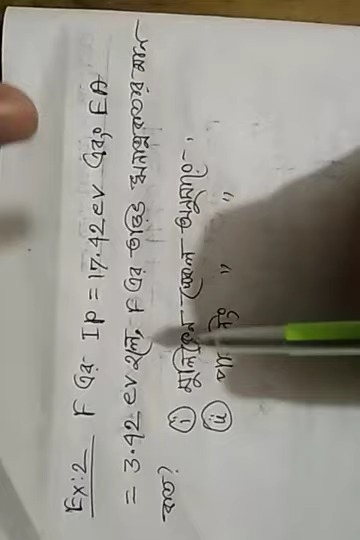 Ex:2 F এর Ip = 17.42 ev এবং EA
= 3.42 ev হলে, F এর তড়িৎ ঋণাত্মকতার মান
কত?
(i) মুলিকেন স্কেল অনুসারে-,
(ii) পাউলিং " "